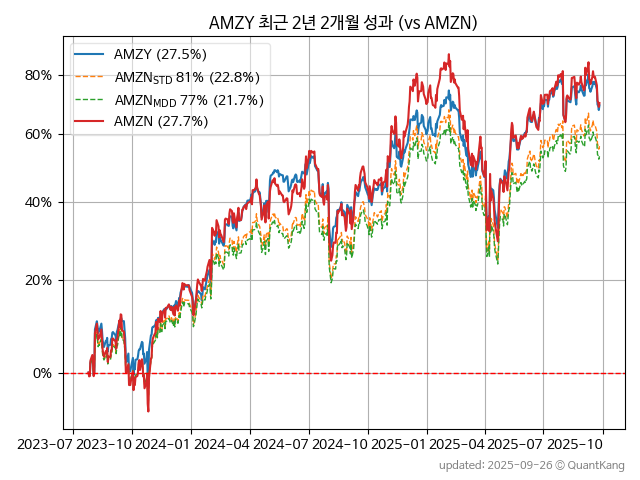 AMZY 최근 2년 2개월 성과 (vs AMZN)
AMZY (27.5%)
AMZN_STD 81% (22.8%)
AMZN_MDD 77% (21.7%)
AMZN (27.7%)
80%
60%
40%
20%
0%
2023-07 2023-10 2024-01 2024-04 2024-07 2024-10 2025-01 2025-04 2025-07 2025-10
updated: 2025-09-26 © QuantKang